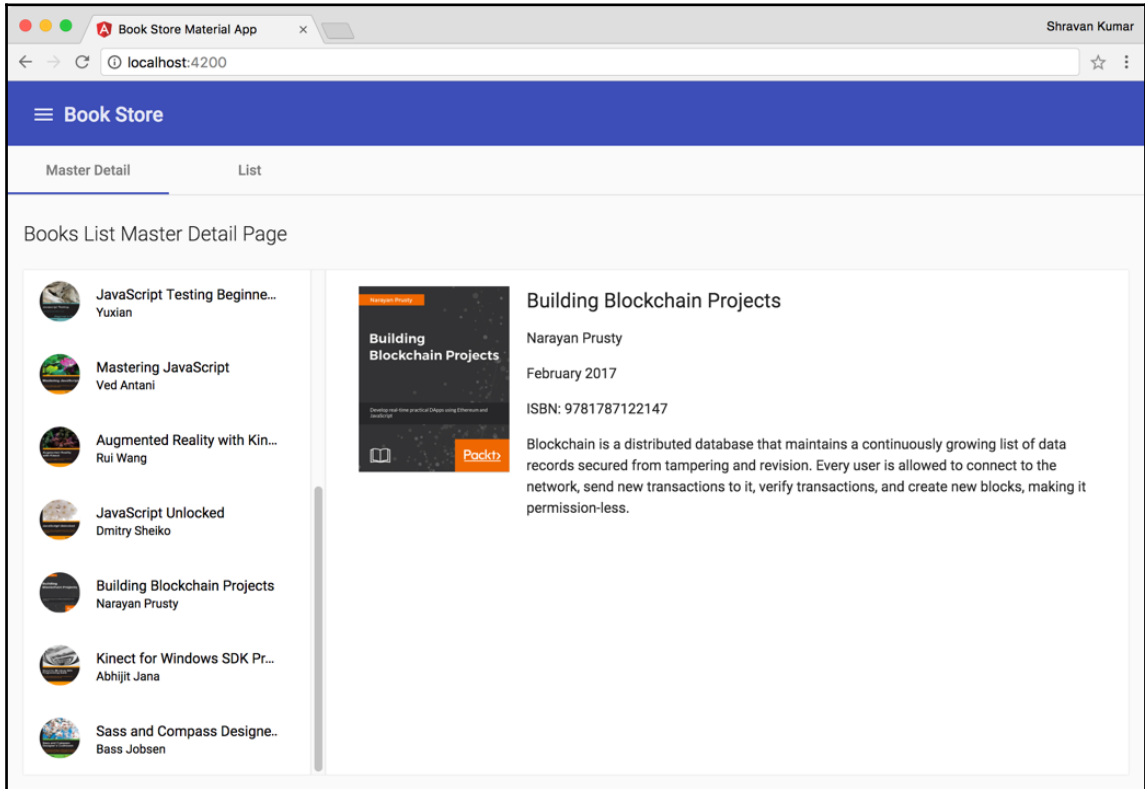 Book Store Material App
Shravan Kumar
localhost:4200
Book Store
Master Detail
List
Books List Master Detail Page
JavaScript Testing Beginne...
Yuxian
Mastering JavaScript
Ved Antani
Augmented Reality with Kin...
Rui Wang
JavaScript Unlocked
Dmitry Sheiko
Building Blockchain Projects
Narayan Prusty
Kinect for Windows SDK Pr...
Abhijit Jana
Sass and Compass Designe..
Bass Jobsen
Narayan Prusty
Building
Blockchain Projects
Develop real-time practical DApps using Ethereum and
JavaScript
Packt>
Building Blockchain Projects
Narayan Prusty
February 2017
ISBN: 9781787122147
Blockchain is a distributed database that maintains a continuously growing list of data
records secured from tampering and revision. Every user is allowed to connect to the
network, send new transactions to it, verify transactions, and create new blocks, making it
permission-less.